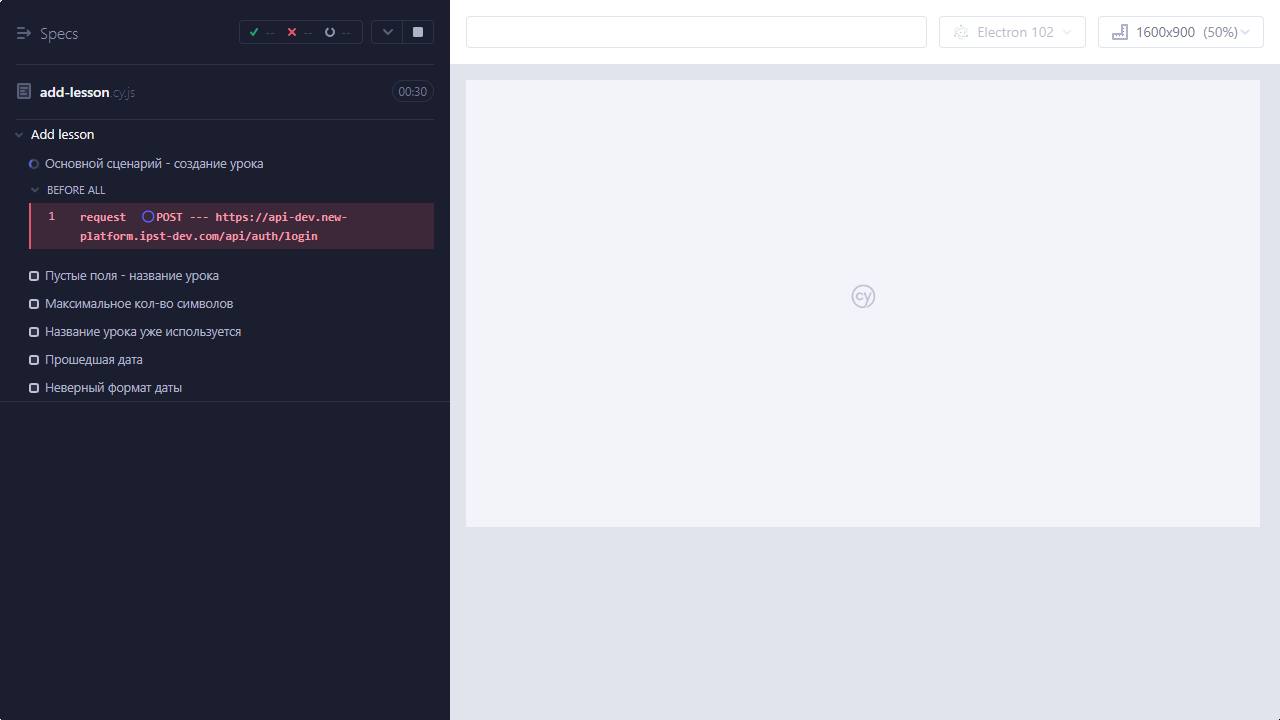 Specs
--
--
--
Electron 102
1600x900 (50%)
add-lesson.cy.js
00:30
Add lesson
Основной сценарий - создание урока
BEFORE ALL
1 request POST --- https://api-dev.new-
platform.ipst-dev.com/api/auth/login
Пустые поля - название урока
Максимальное кол-во символов
Название урока уже используется
Прошедшая дата
Неверный формат даты
cy